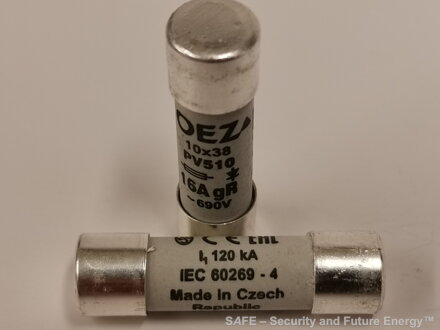 OEZ
10x38
PV510
16A gR
~690V
CE EAC
I₁ 120 kA
IEC 60269 - 4
Made In Czech
Republic
SAFE – Security and Future Energy™